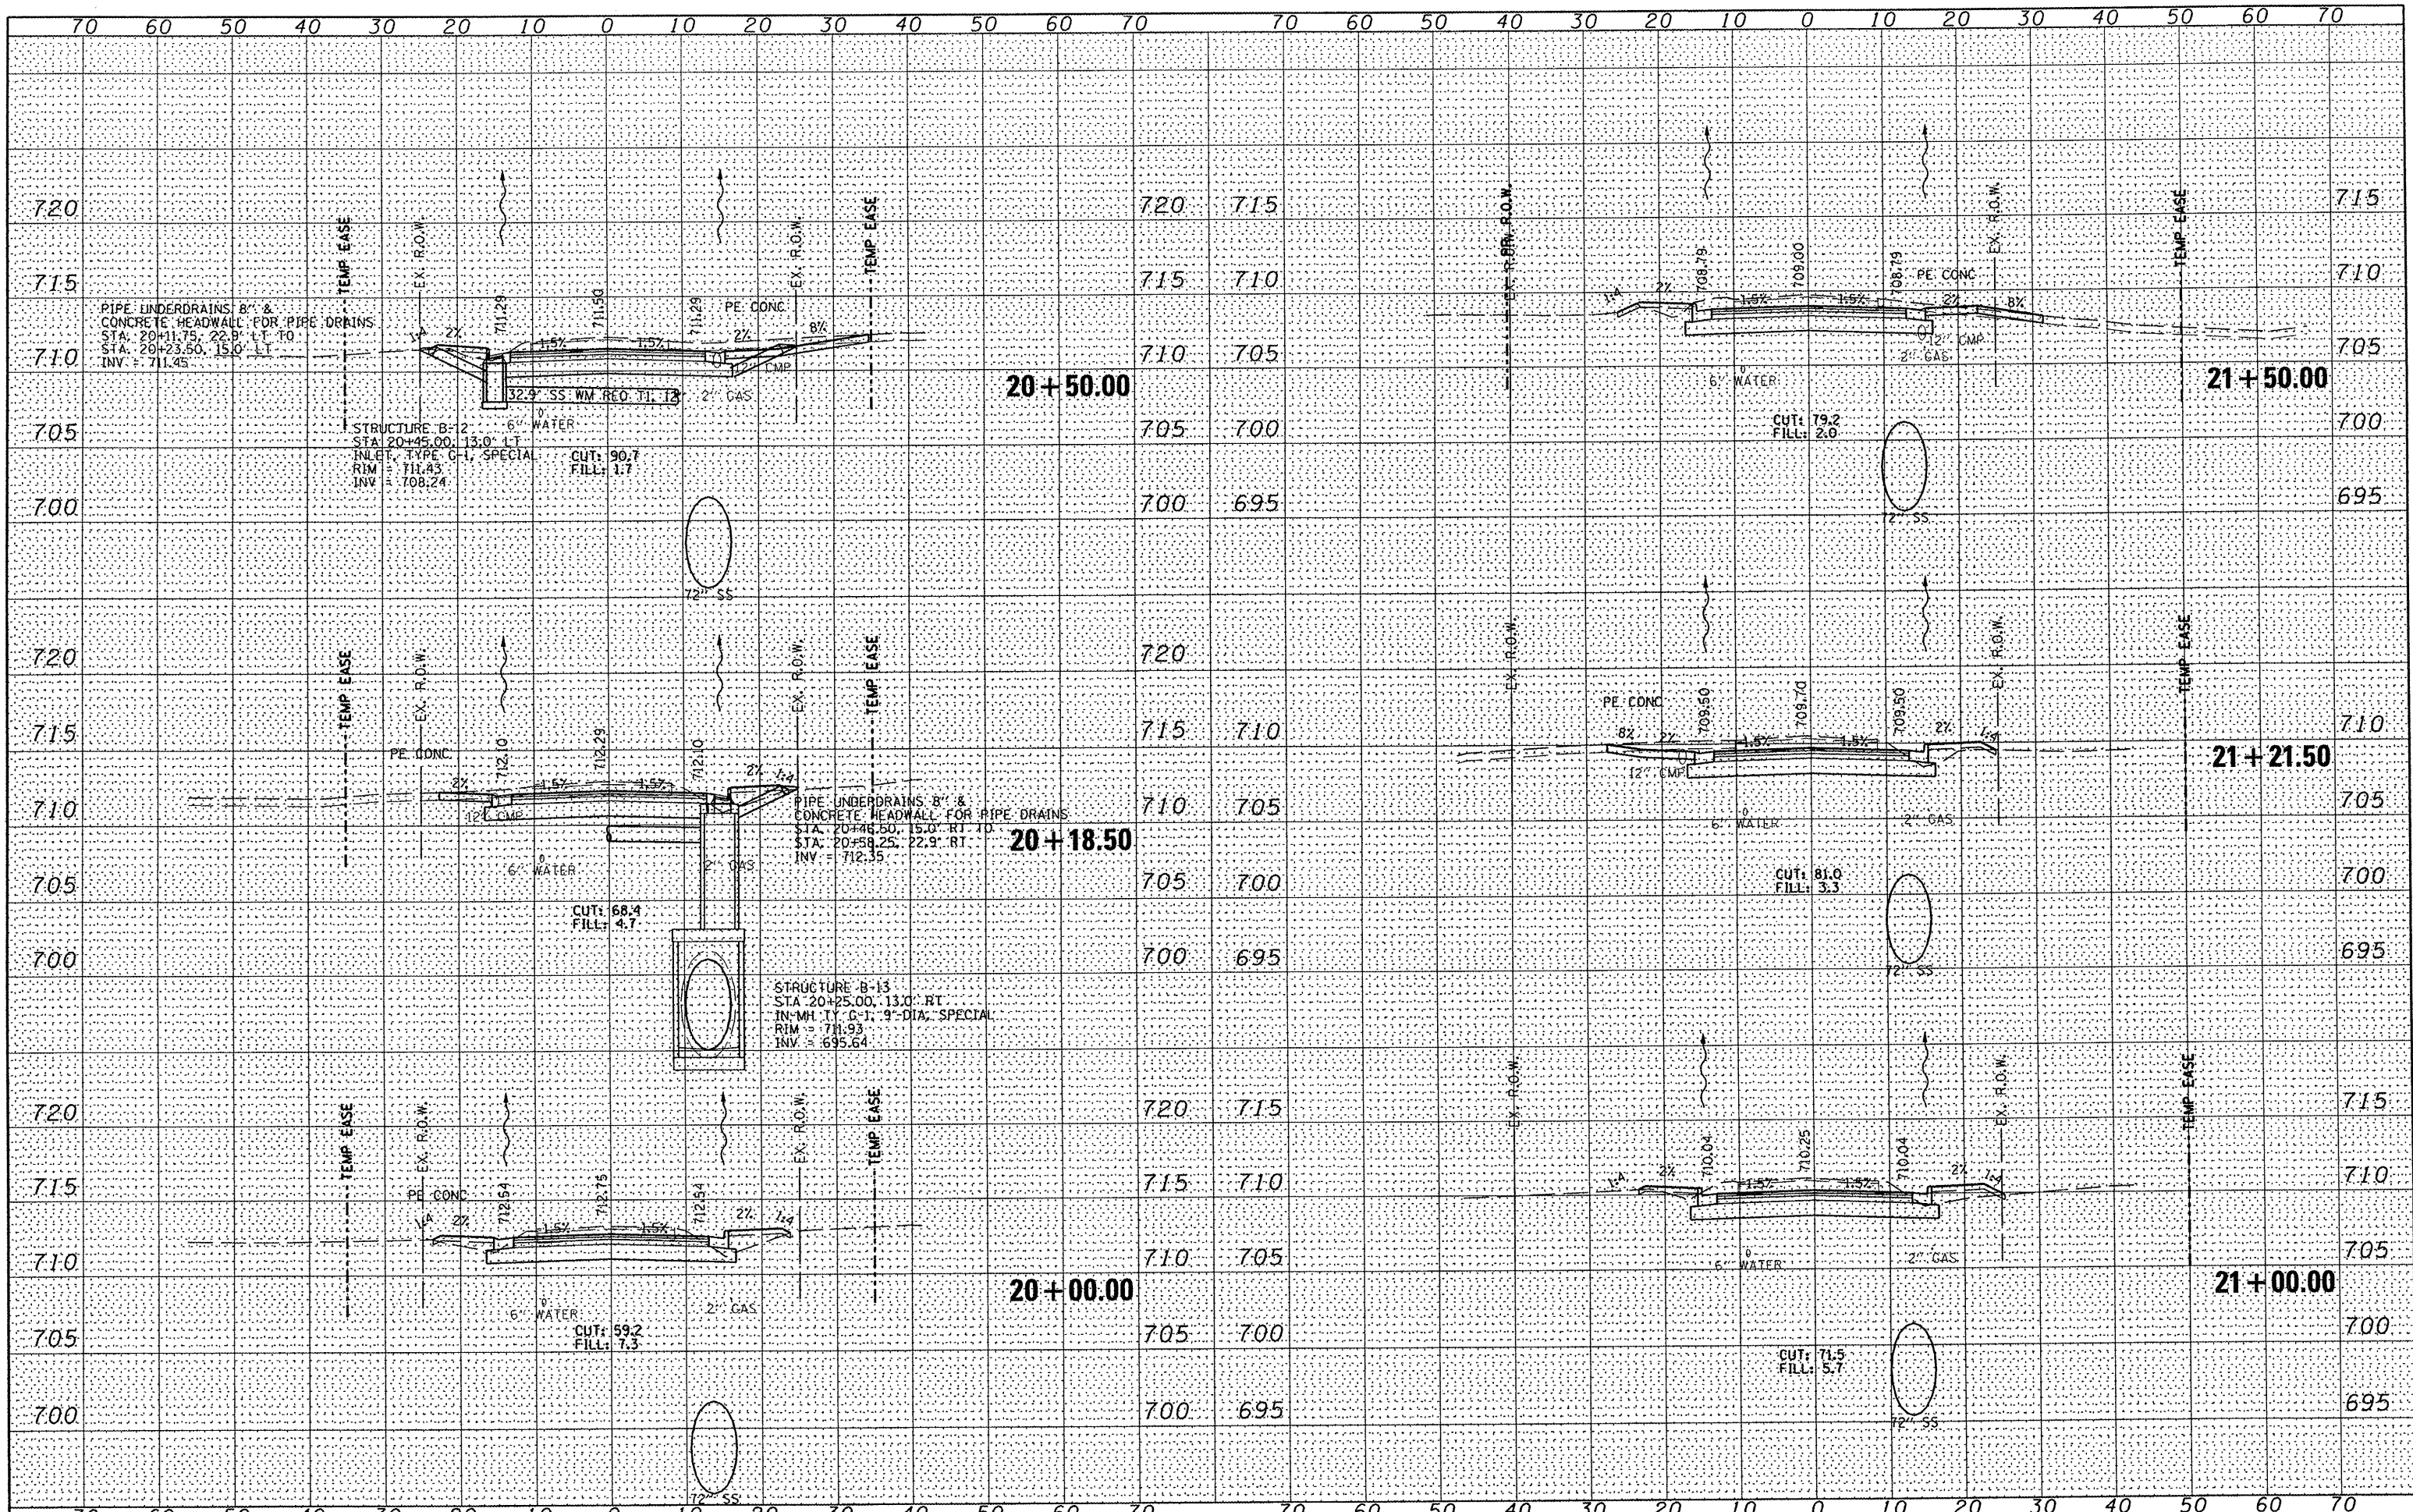 70 60 50 40 30 20 10 0 10 20 30 40 50 60 70 70 60 50 40 30 20 10 0 10 20 30 40 50 60 70
720 720
715 715
710 710
705 705
700 700
TEMP EASE
EX. R.O.W.
EX. R.O.W.
TEMP EASE
711.29
711.50
711.29
PE CONC
PIPE UNDERDRAINS 8" &
CONCRETE HEADWALL FOR PIPE DRAINS
STA. 20+11.75, 22.9' LT TO
STA. 20+23.50, 15.0' LT
INV = 711.45
1:4 2% 1.5% 1.5% 2% 8%
12" CMP
32.9' SS WM REQ T1, 12"
2" GAS
6" WATER
20+50.00
STRUCTURE B-12
STA 20+45.00, 13.0' LT
INLET, TYPE G-1, SPECIAL
RIM = 711.43
INV = 708.24
CUT: 90.7
FILL: 1.7
72" SS
720 720
715 715
710 710
705 705
700 700
TEMP EASE
EX. R.O.W.
EX. R.O.W.
TEMP EASE
PE CONC
712.10
712.29
712.10
2% 1.5% 1.5% 2% 1:4
12" CMP
PIPE UNDERDRAINS 8" &
CONCRETE HEADWALL FOR PIPE DRAINS
STA. 20+46.50, 15.0' RT TO
STA. 20+58.25, 22.9' RT
INV = 712.35
20+18.50
6" WATER
2" GAS
CUT: 68.4
FILL: 4.7
STRUCTURE B-13
STA 20+25.00, 13.0' RT
IN-MH TY G-1, 9'-DIA, SPECIAL
RIM = 711.93
INV = 695.64
720 720
715 715
710 710
705 705
700 700
TEMP EASE
EX. R.O.W.
EX. R.O.W.
TEMP EASE
PE CONC
712.54
712.75
712.54
1:4 2% 1.5% 1.5% 2% 1:4
20+00.00
6" WATER
2" GAS
CUT: 59.2
FILL: 7.3
72" SS
715 715
710 710
705 705
700 700
695 695
EX. R.O.W.
EX. R.O.W.
TEMP EASE
708.79
709.00
708.79
PE CONC
1:4 2% 1.5% 1.5% 2% 8%
12" CMP
2" GAS
6" WATER
21+50.00
CUT: 79.2
FILL: 2.0
72" SS
710 710
705 705
700 700
695 695
EX. R.O.W.
EX. R.O.W.
TEMP EASE
PE CONC
709.50
709.70
709.50
8% 2% 1.5% 1.5% 2% 1:4
12" CMP
21+21.50
6" WATER
2" GAS
CUT: 81.0
FILL: 3.3
72" SS
715 715
710 710
705 705
700 700
695 695
EX. R.O.W.
EX. R.O.W.
TEMP EASE
710.04
710.25
710.04
1:4 2% 1.5% 1.5% 2% 1:4
6" WATER
2" GAS
21+00.00
CUT: 71.5
FILL: 5.7
72" SS